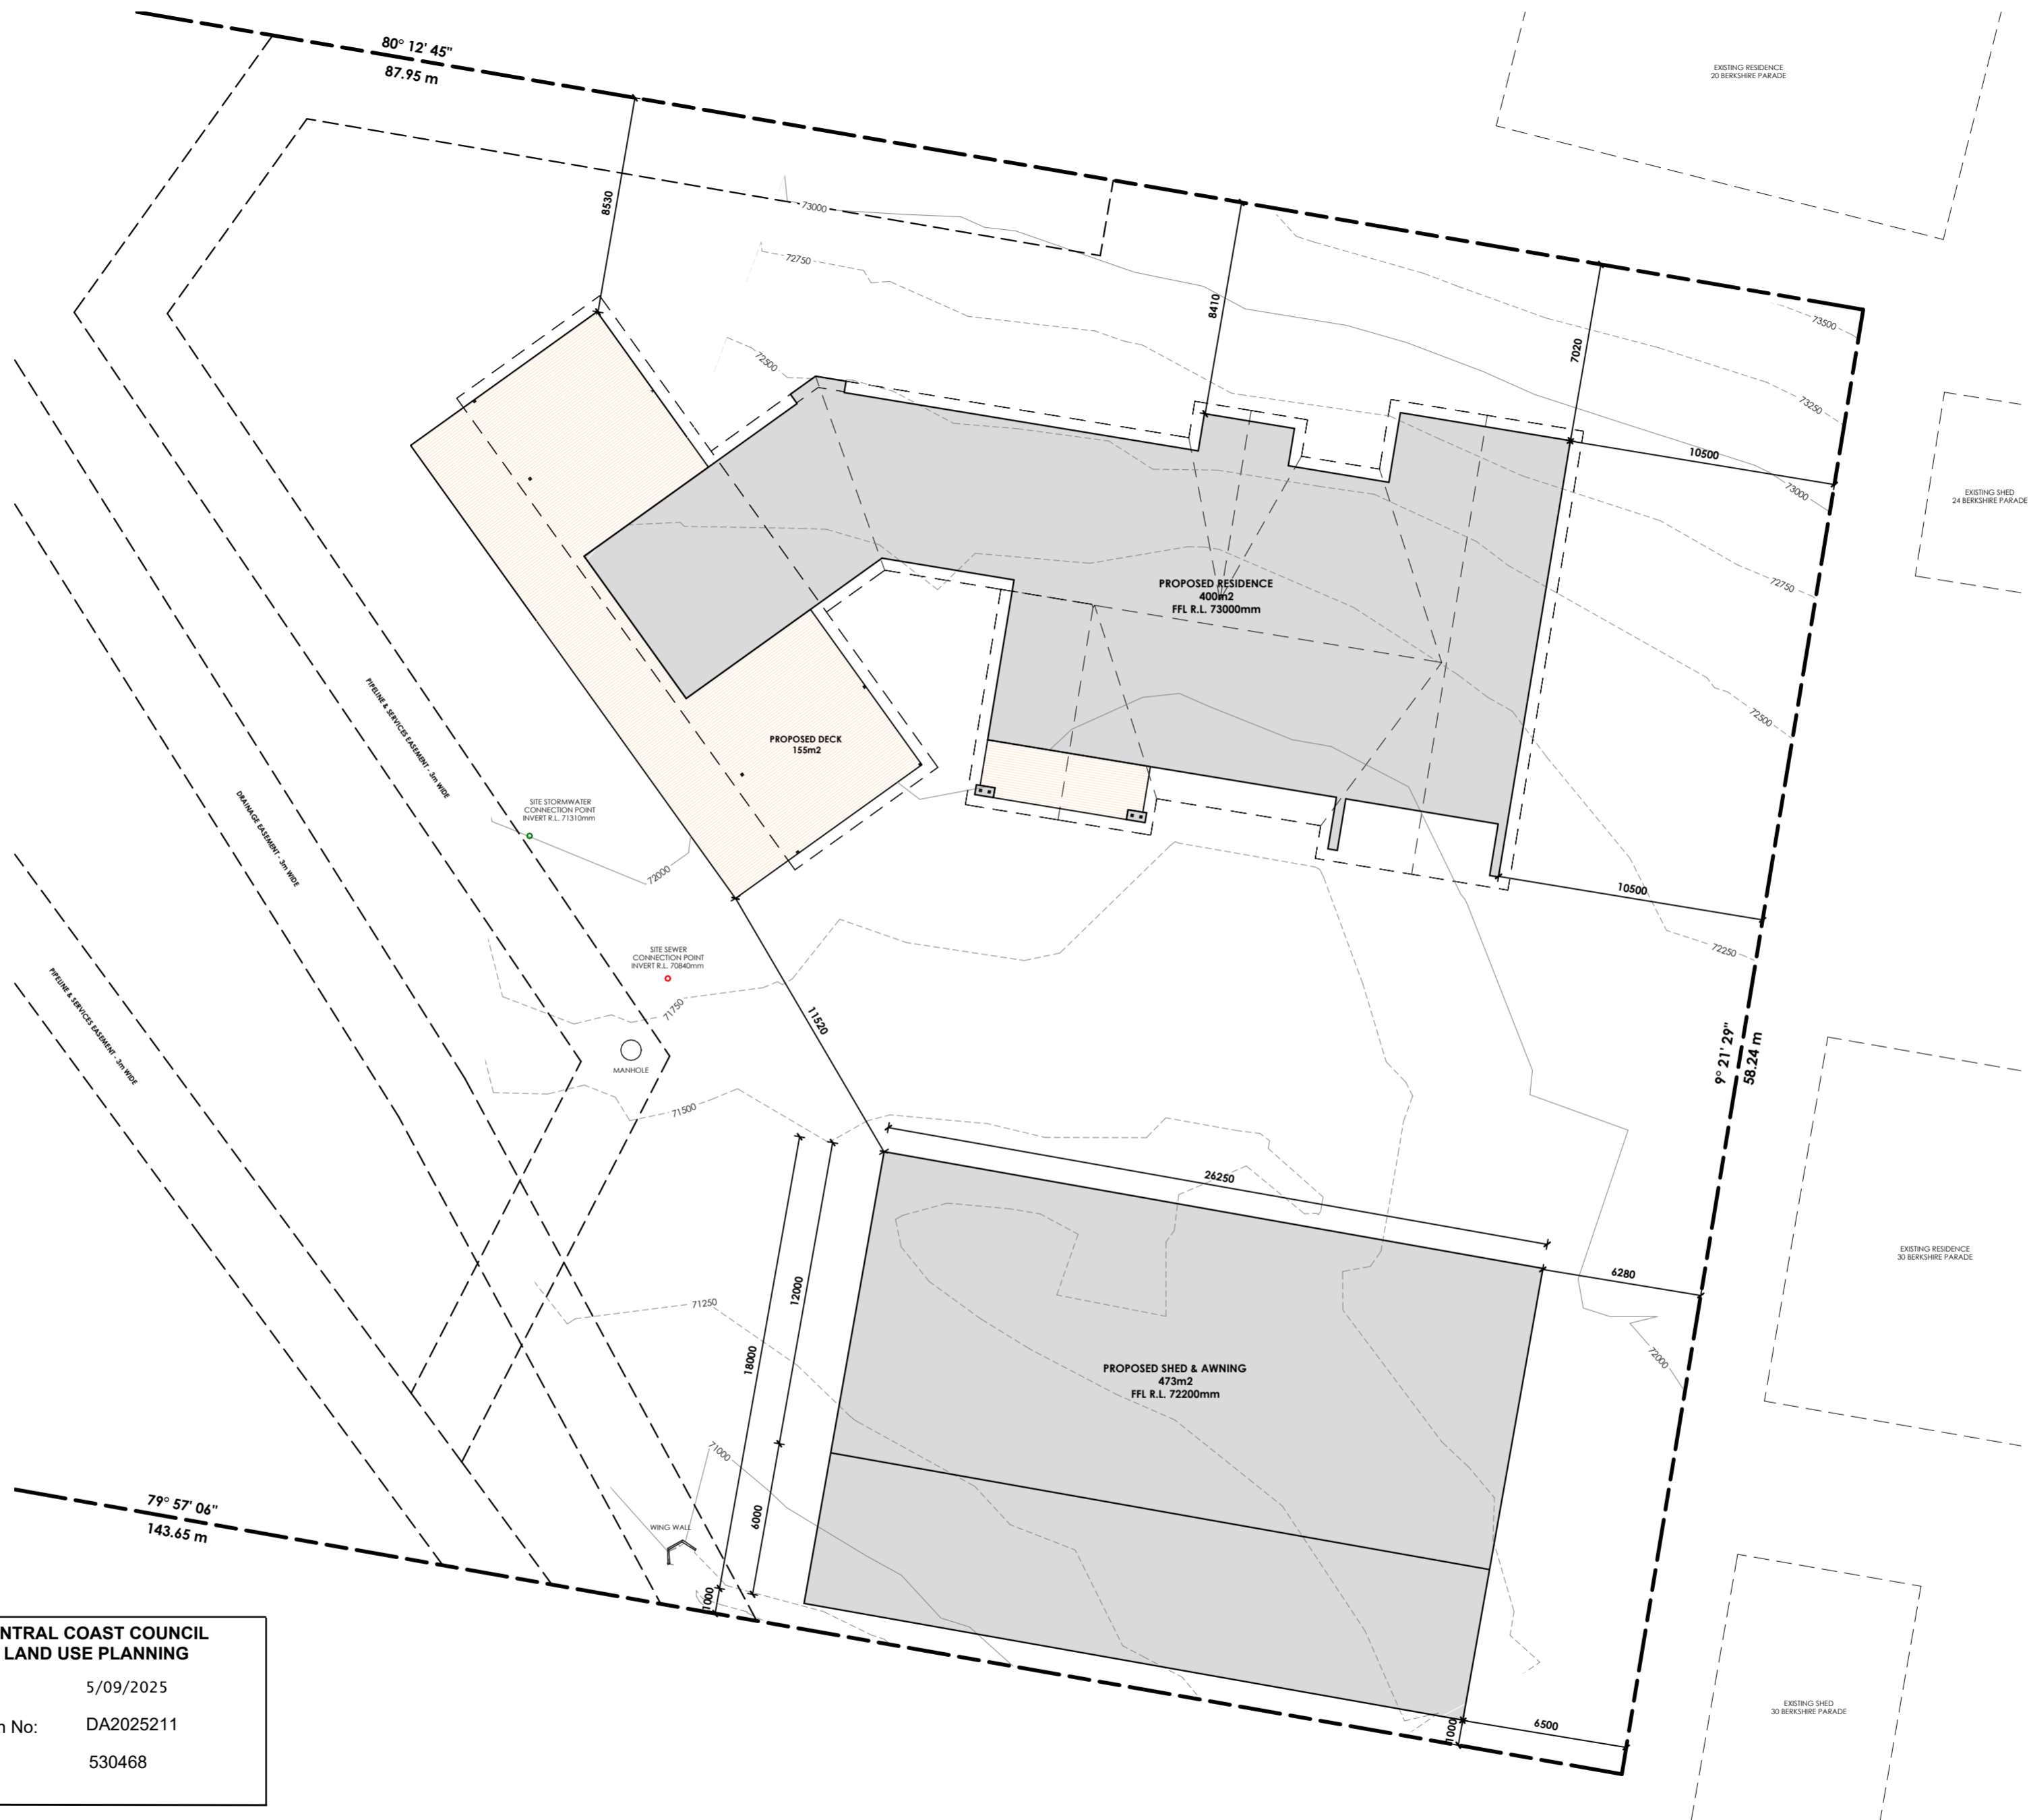 80° 12' 45"
87.95 m
EXISTING RESIDENCE
20 BERKSHIRE PARADE
8530
73000
72750
8410
7020
73500
72500
73250
10500
73000
EXISTING SHED
24 BERKSHIRE PARADE
PROPOSED RESIDENCE
400m2
FFL R.L. 73000mm
72750
72500
PIPELINE & SERVICES EASEMENT - 3m WIDE
PROPOSED DECK
155m2
DRAINAGE EASEMENT - 3m WIDE
SITE STORMWATER
CONNECTION POINT
INVERT R.L. 71310mm
72000
10500
72250
SITE SEWER
CONNECTION POINT
INVERT R.L. 70840mm
71750
11520
PIPELINE & SERVICES EASEMENT - 3m WIDE
MANHOLE
9° 21' 29"
58.24 m
71500
26250
EXISTING RESIDENCE
30 BERKSHIRE PARADE
6280
12000
71250
18000
72000
PROPOSED SHED & AWNING
473m2
FFL R.L. 72200mm
71000
79° 57' 06"
143.65 m
6000
WING WALL
1000
1000
6500
EXISTING SHED
30 BERKSHIRE PARADE
NTRAL COAST COUNCIL
LAND USE PLANNING
5/09/2025
n No: DA2025211
530468